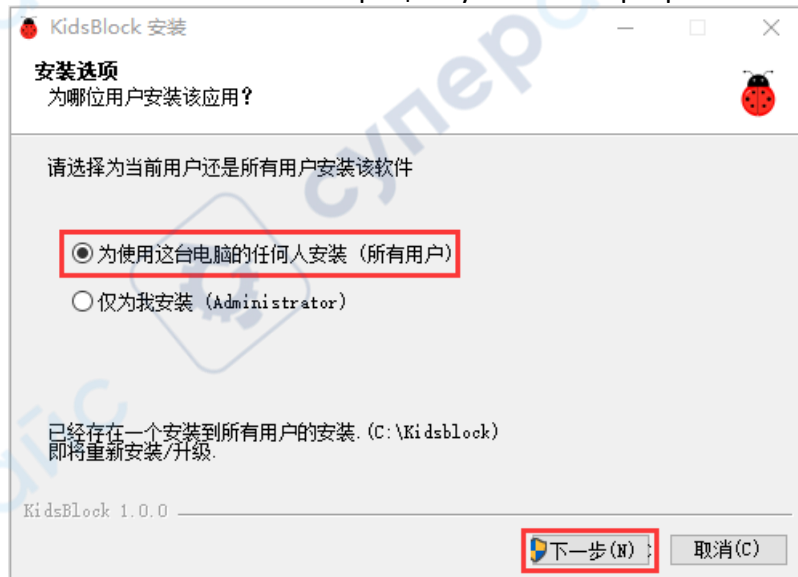 KidsBlock 安装
安装选项
为哪位用户安装该应用？
请选择为当前用户还是所有用户安装该软件
为使用这台电脑的任何人安装（所有用户）
仅为我安装（Administrator）
已经存在一个安装到所有用户的安装.(C:\Kidsblock)
即将重新安装/升级.
KidsBlock 1.0.0
下一步(N)
取消(C)